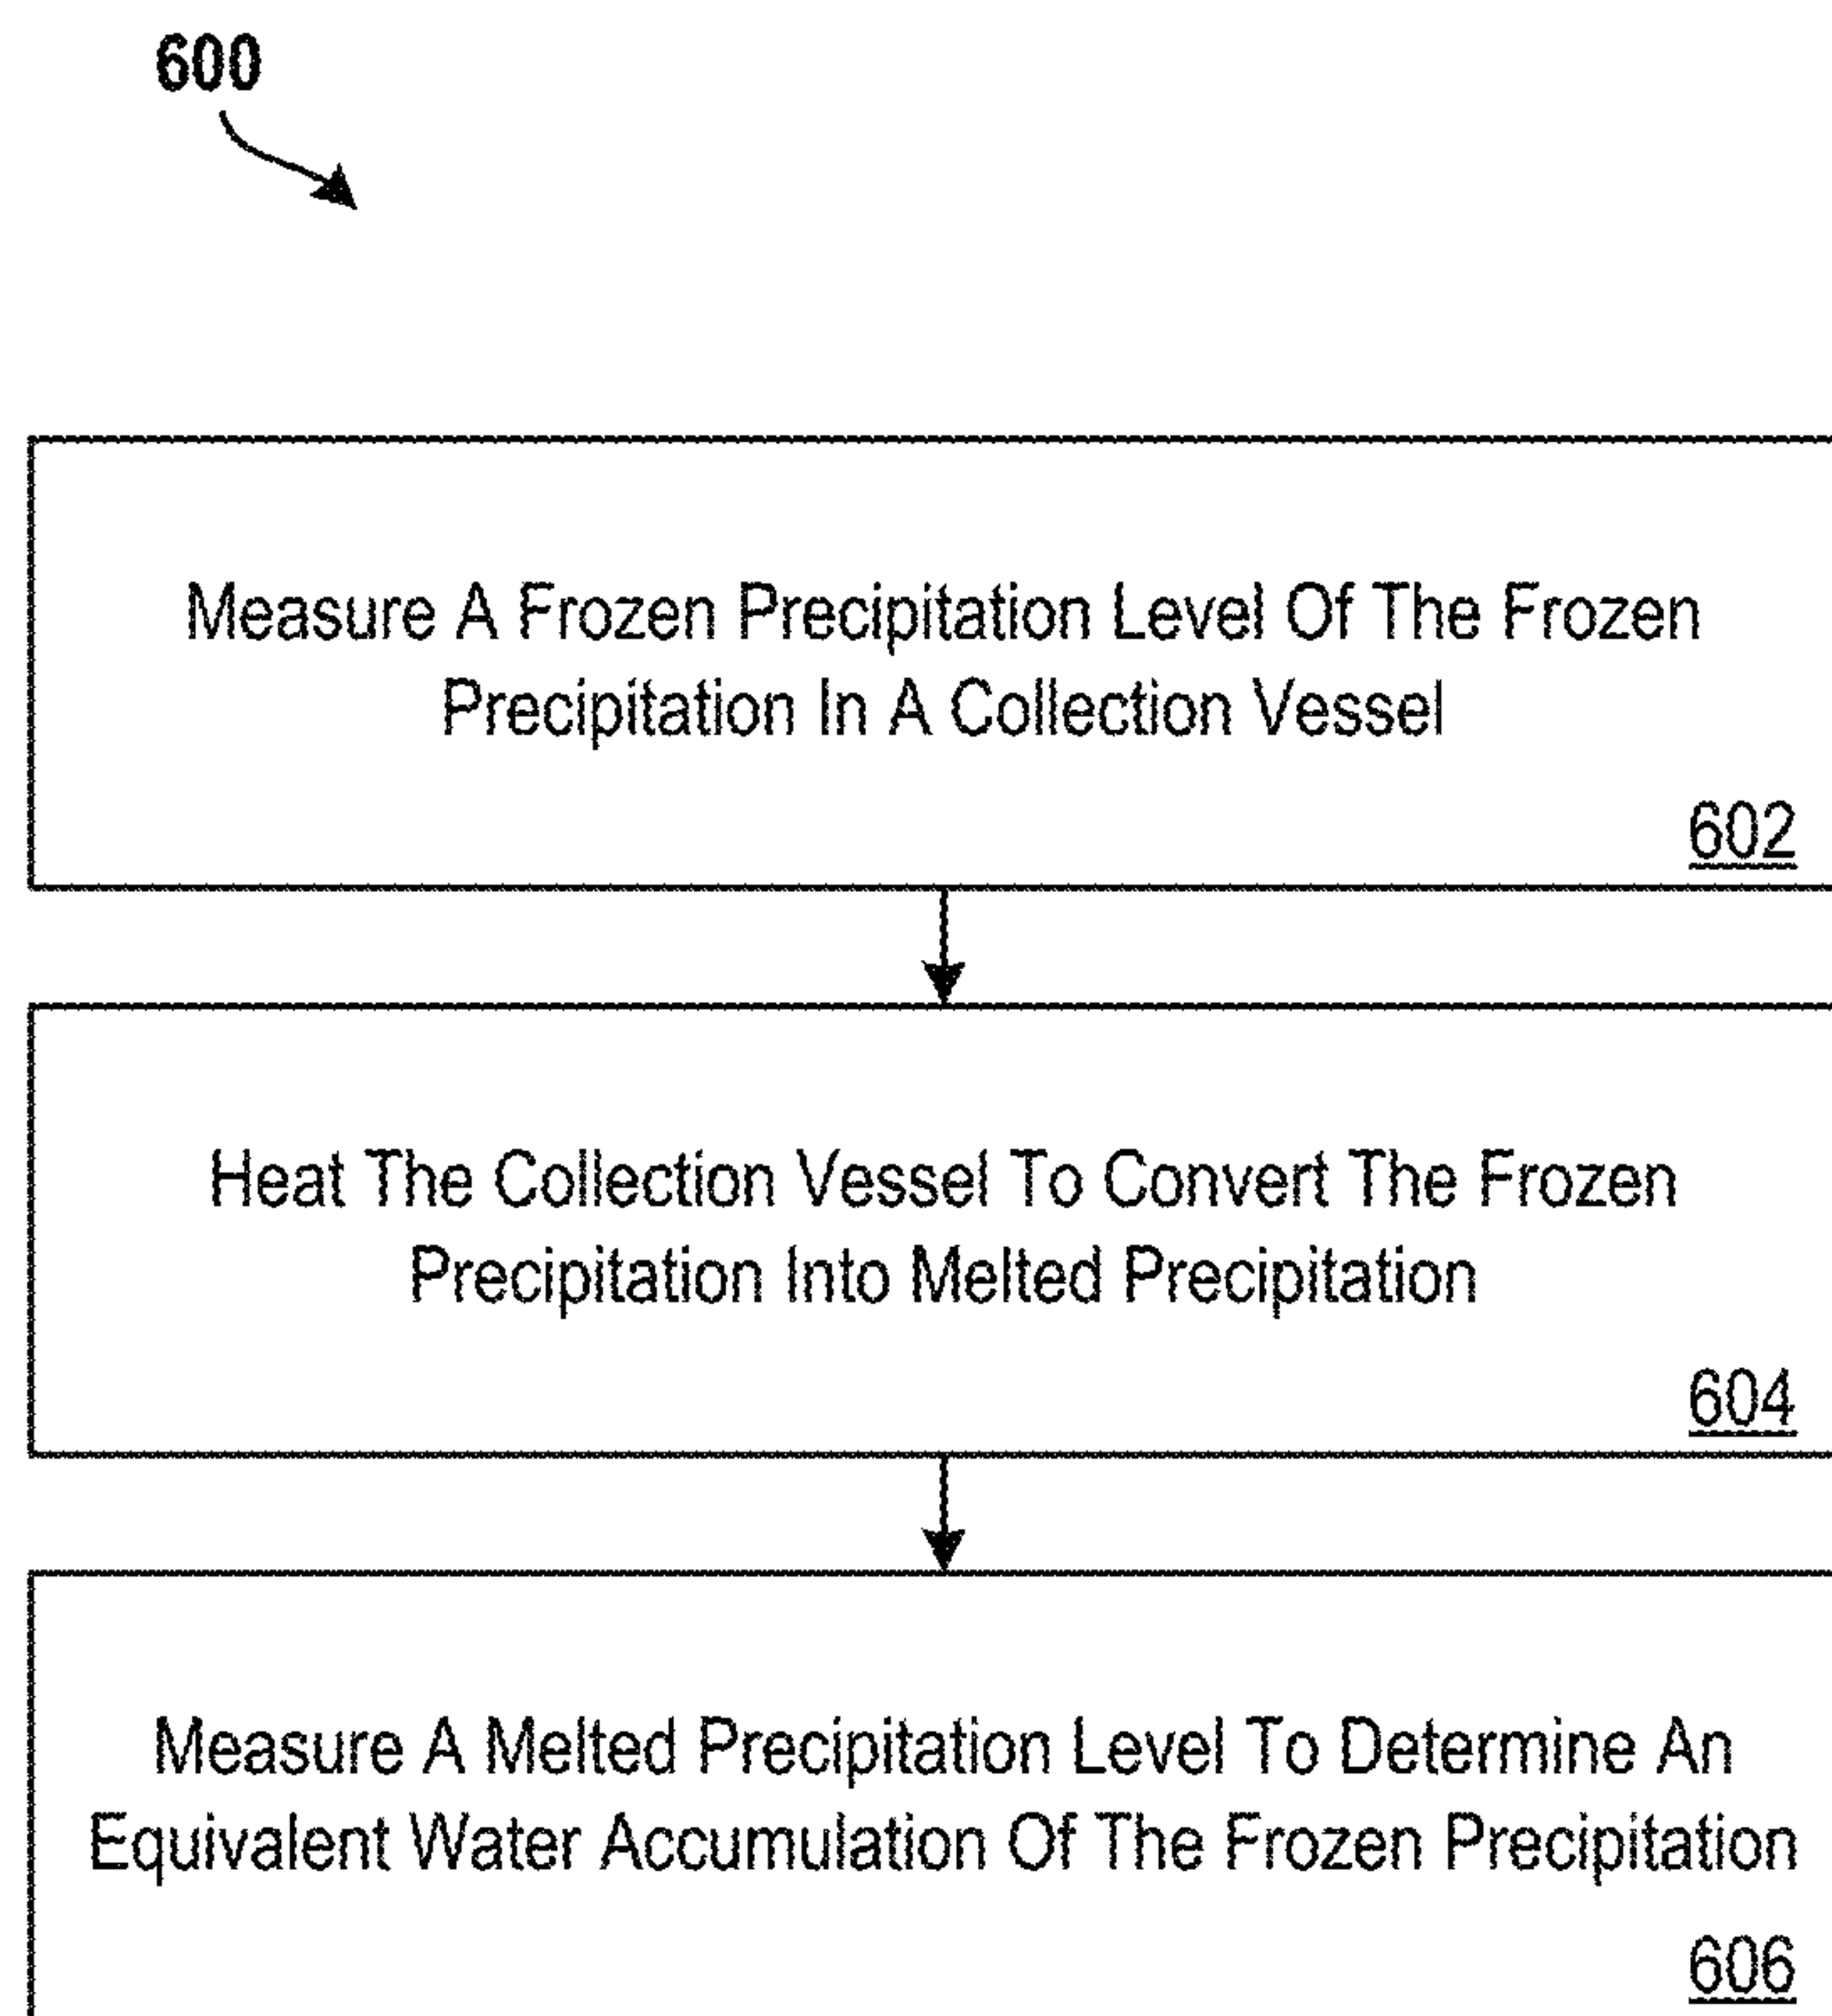 600
Measure A Frozen Precipitation Level Of The Frozen
Precipitation In A Collection Vessel
602
Heat The Collection Vessel To Convert The Frozen
Precipitation Into Melted Precipitation
604
Measure A Melted Precipitation Level To Determine An
Equivalent Water Accumulation Of The Frozen Precipitation
606